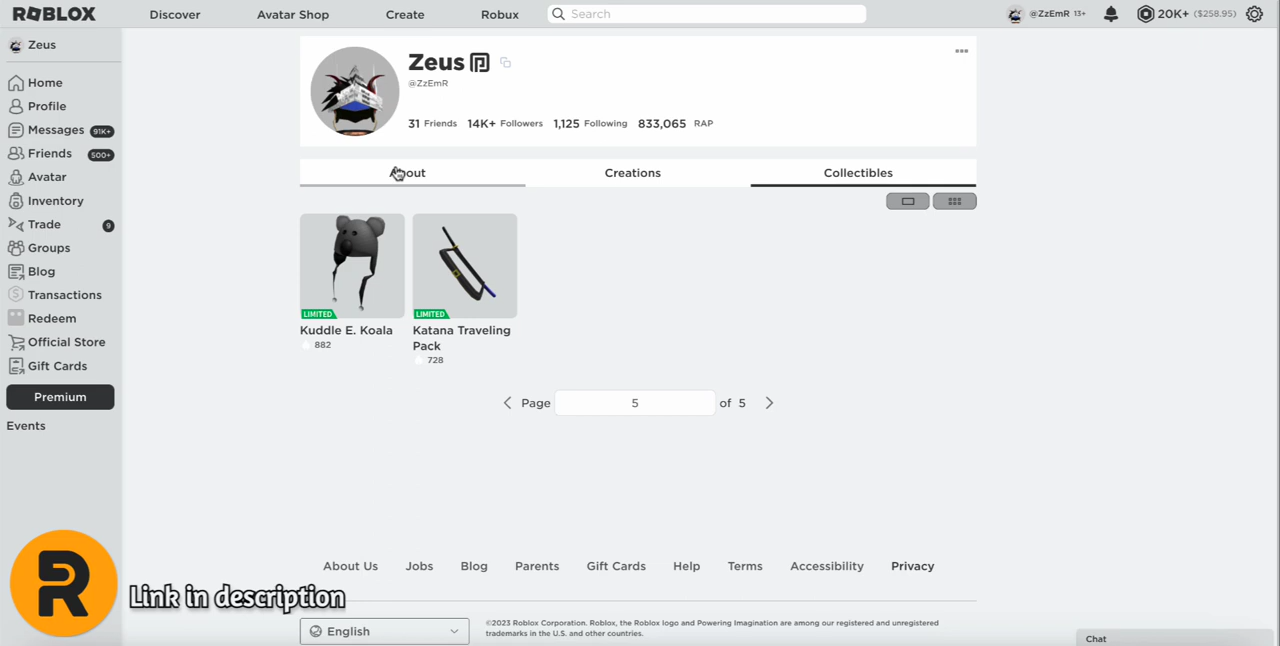 ROBLOX Discover Avatar Shop Create Robux Search @ZzEmR 13+ 20K+ ($258.95)
Zeus
Home
Profile
Messages 91K+
Friends 500+
Avatar
Inventory
Trade 9
Groups
Blog
Transactions
Redeem
Official Store
Gift Cards
Premium
Events
Zeus
@ZzEmR
31 Friends 14K+ Followers 1,125 Following 833,065 RAP
About Creations Collectibles
LIMITED LIMITED
Kuddle E. Koala
882
Katana Traveling
Pack
728
Page 5 of 5
R Link in description
About Us Jobs Blog Parents Gift Cards Help Terms Accessibility Privacy
English
©2023 Roblox Corporation. Roblox, the Roblox logo and Powering Imagination are among our registered and unregistered
trademarks in the U.S. and other countries.
Chat